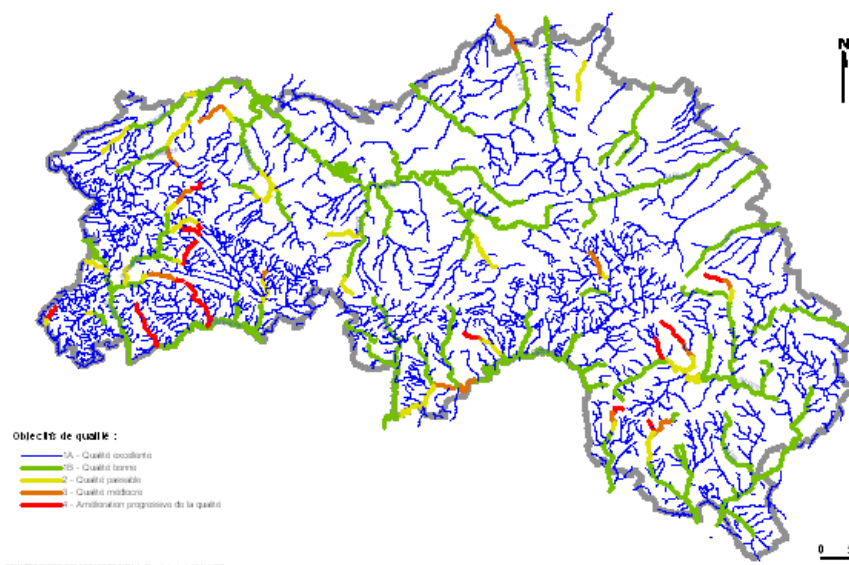 N
Objectifs de qualité :
1A - Qualité excellente
1B - Qualité bonne
2 - Qualité passable
3 - Qualité médiocre
4 - Amélioration progressive de la qualité
0